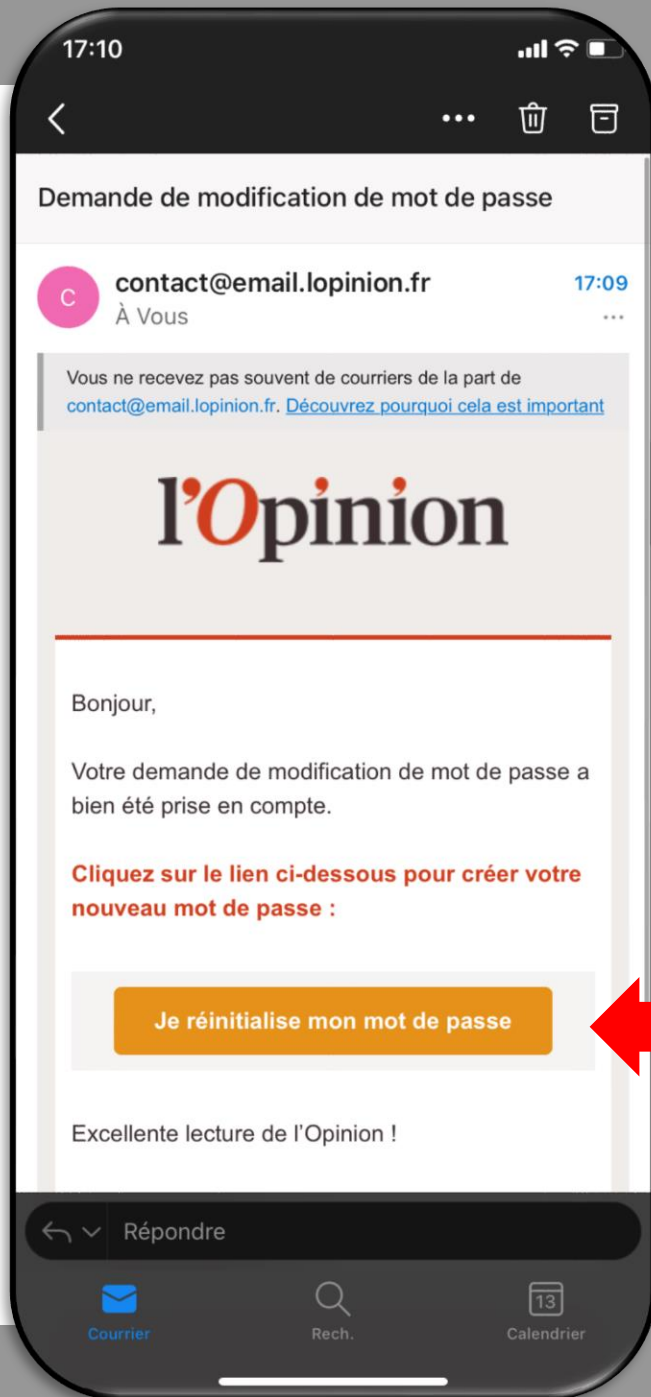 17:10
Demande de modification de mot de passe
C
contact@email.lopinion.fr
17:09
À Vous
Vous ne recevez pas souvent de courriers de la part de
contact@email.lopinion.fr. Découvrez pourquoi cela est important
l'Opinion
Bonjour,
Votre demande de modification de mot de passe a
bien été prise en compte.
Cliquez sur le lien ci-dessous pour créer votre
nouveau mot de passe :
Je réinitialise mon mot de passe
Excellente lecture de l'Opinion !
Répondre
13
Courrier
Rech.
Calendrier